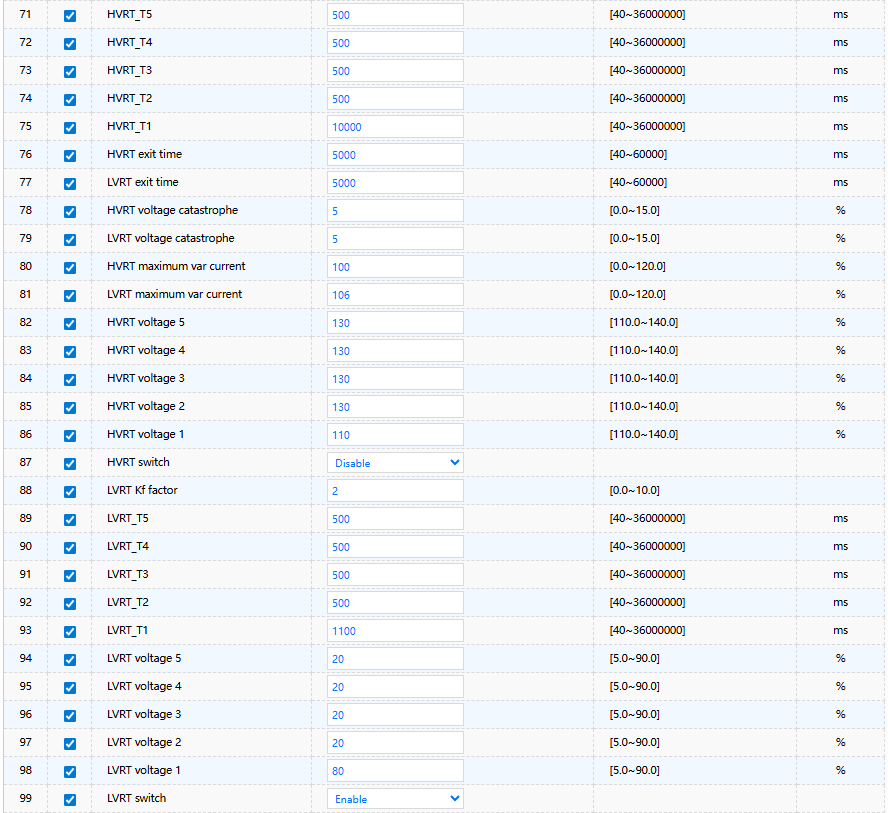 71 HVRT_T5 500 [40~36000000] ms
72 HVRT_T4 500 [40~36000000] ms
73 HVRT_T3 500 [40~36000000] ms
74 HVRT_T2 500 [40~36000000] ms
75 HVRT_T1 10000 [40~36000000] ms
76 HVRT exit time 5000 [40~60000] ms
77 LVRT exit time 5000 [40~60000] ms
78 HVRT voltage catastrophe 5 [0.0~15.0] %
79 LVRT voltage catastrophe 5 [0.0~15.0] %
80 HVRT maximum var current 100 [0.0~120.0] %
81 LVRT maximum var current 106 [0.0~120.0] %
82 HVRT voltage 5 130 [110.0~140.0] %
83 HVRT voltage 4 130 [110.0~140.0] %
84 HVRT voltage 3 130 [110.0~140.0] %
85 HVRT voltage 2 130 [110.0~140.0] %
86 HVRT voltage 1 110 [110.0~140.0] %
87 HVRT switch Disable
88 LVRT Kf factor 2 [0.0~10.0]
89 LVRT_T5 500 [40~36000000] ms
90 LVRT_T4 500 [40~36000000] ms
91 LVRT_T3 500 [40~36000000] ms
92 LVRT_T2 500 [40~36000000] ms
93 LVRT_T1 1100 [40~36000000] ms
94 LVRT voltage 5 20 [5.0~90.0] %
95 LVRT voltage 4 20 [5.0~90.0] %
96 LVRT voltage 3 20 [5.0~90.0] %
97 LVRT voltage 2 20 [5.0~90.0] %
98 LVRT voltage 1 80 [5.0~90.0] %
99 LVRT switch Enable